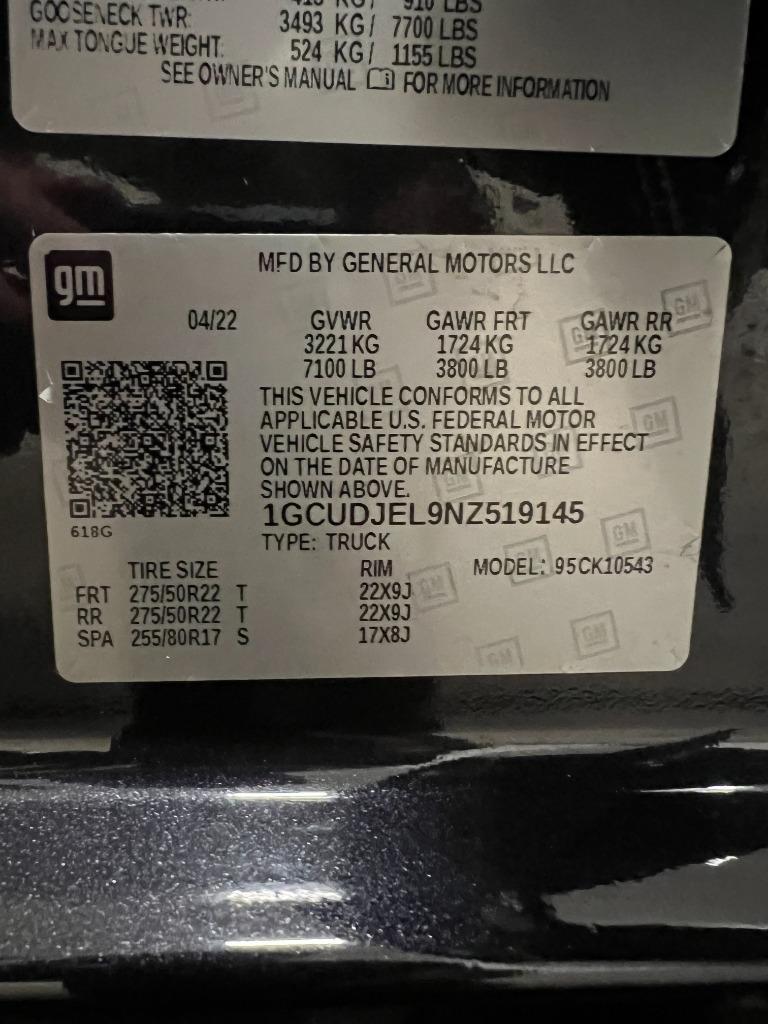 910 LBS
GOOSENECK TWR: 3493 KG/ 7700 LBS
MAX TONGUE WEIGHT: 524 KG/ 1155 LBS
SEE OWNER'S MANUAL FOR MORE INFORMATION
gm
MFD BY GENERAL MOTORS LLC
04/22 GVWR GAWR FRT GAWR RR
3221 KG 1724 KG 1724 KG
7100 LB 3800 LB 3800 LB
THIS VEHICLE CONFORMS TO ALL
APPLICABLE U.S. FEDERAL MOTOR
VEHICLE SAFETY STANDARDS IN EFFECT
ON THE DATE OF MANUFACTURE
SHOWN ABOVE.
1GCUDJEL9NZ519145
618G
TYPE: TRUCK
TIRE SIZE RIM MODEL: 95CK10543
FRT 275/50R22 T 22X9J
RR 275/50R22 T 22X9J
SPA 255/80R17 S 17X8J